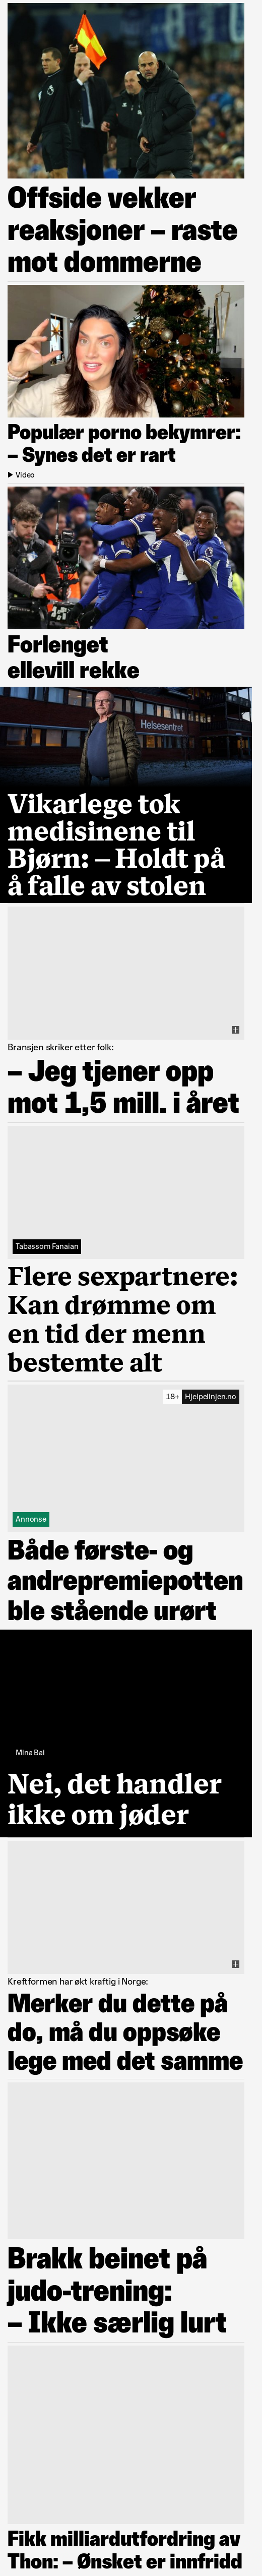 Offside vekker
reaksjoner – raste
mot dommerne
Populær porno bekymrer:
– Synes det er rart
Video
Forlenget
ellevill rekke
Helsesentret
Vikarlege tok
medisinene til
Bjørn: – Holdt på
å falle av stolen
Bransjen skriker etter folk:
– Jeg tjener opp
mot 1,5 mill. i året
Tabassom Fanaian
Flere sexpartnere:
Kan drømme om
en tid der menn
bestemte alt
18+ Hjelpelinjen.no
Annonse
Både første- og
andrepremiepotten
ble stående urørt
Mina Bai
Nei, det handler
ikke om jøder
Kreftformen har økt kraftig i Norge:
Merker du dette på
do, må du oppsøke
lege med det samme
Brakk beinet på
judo-trening:
– Ikke særlig lurt
Fikk milliardutfordring av
Thon: – Ønsket er innfridd